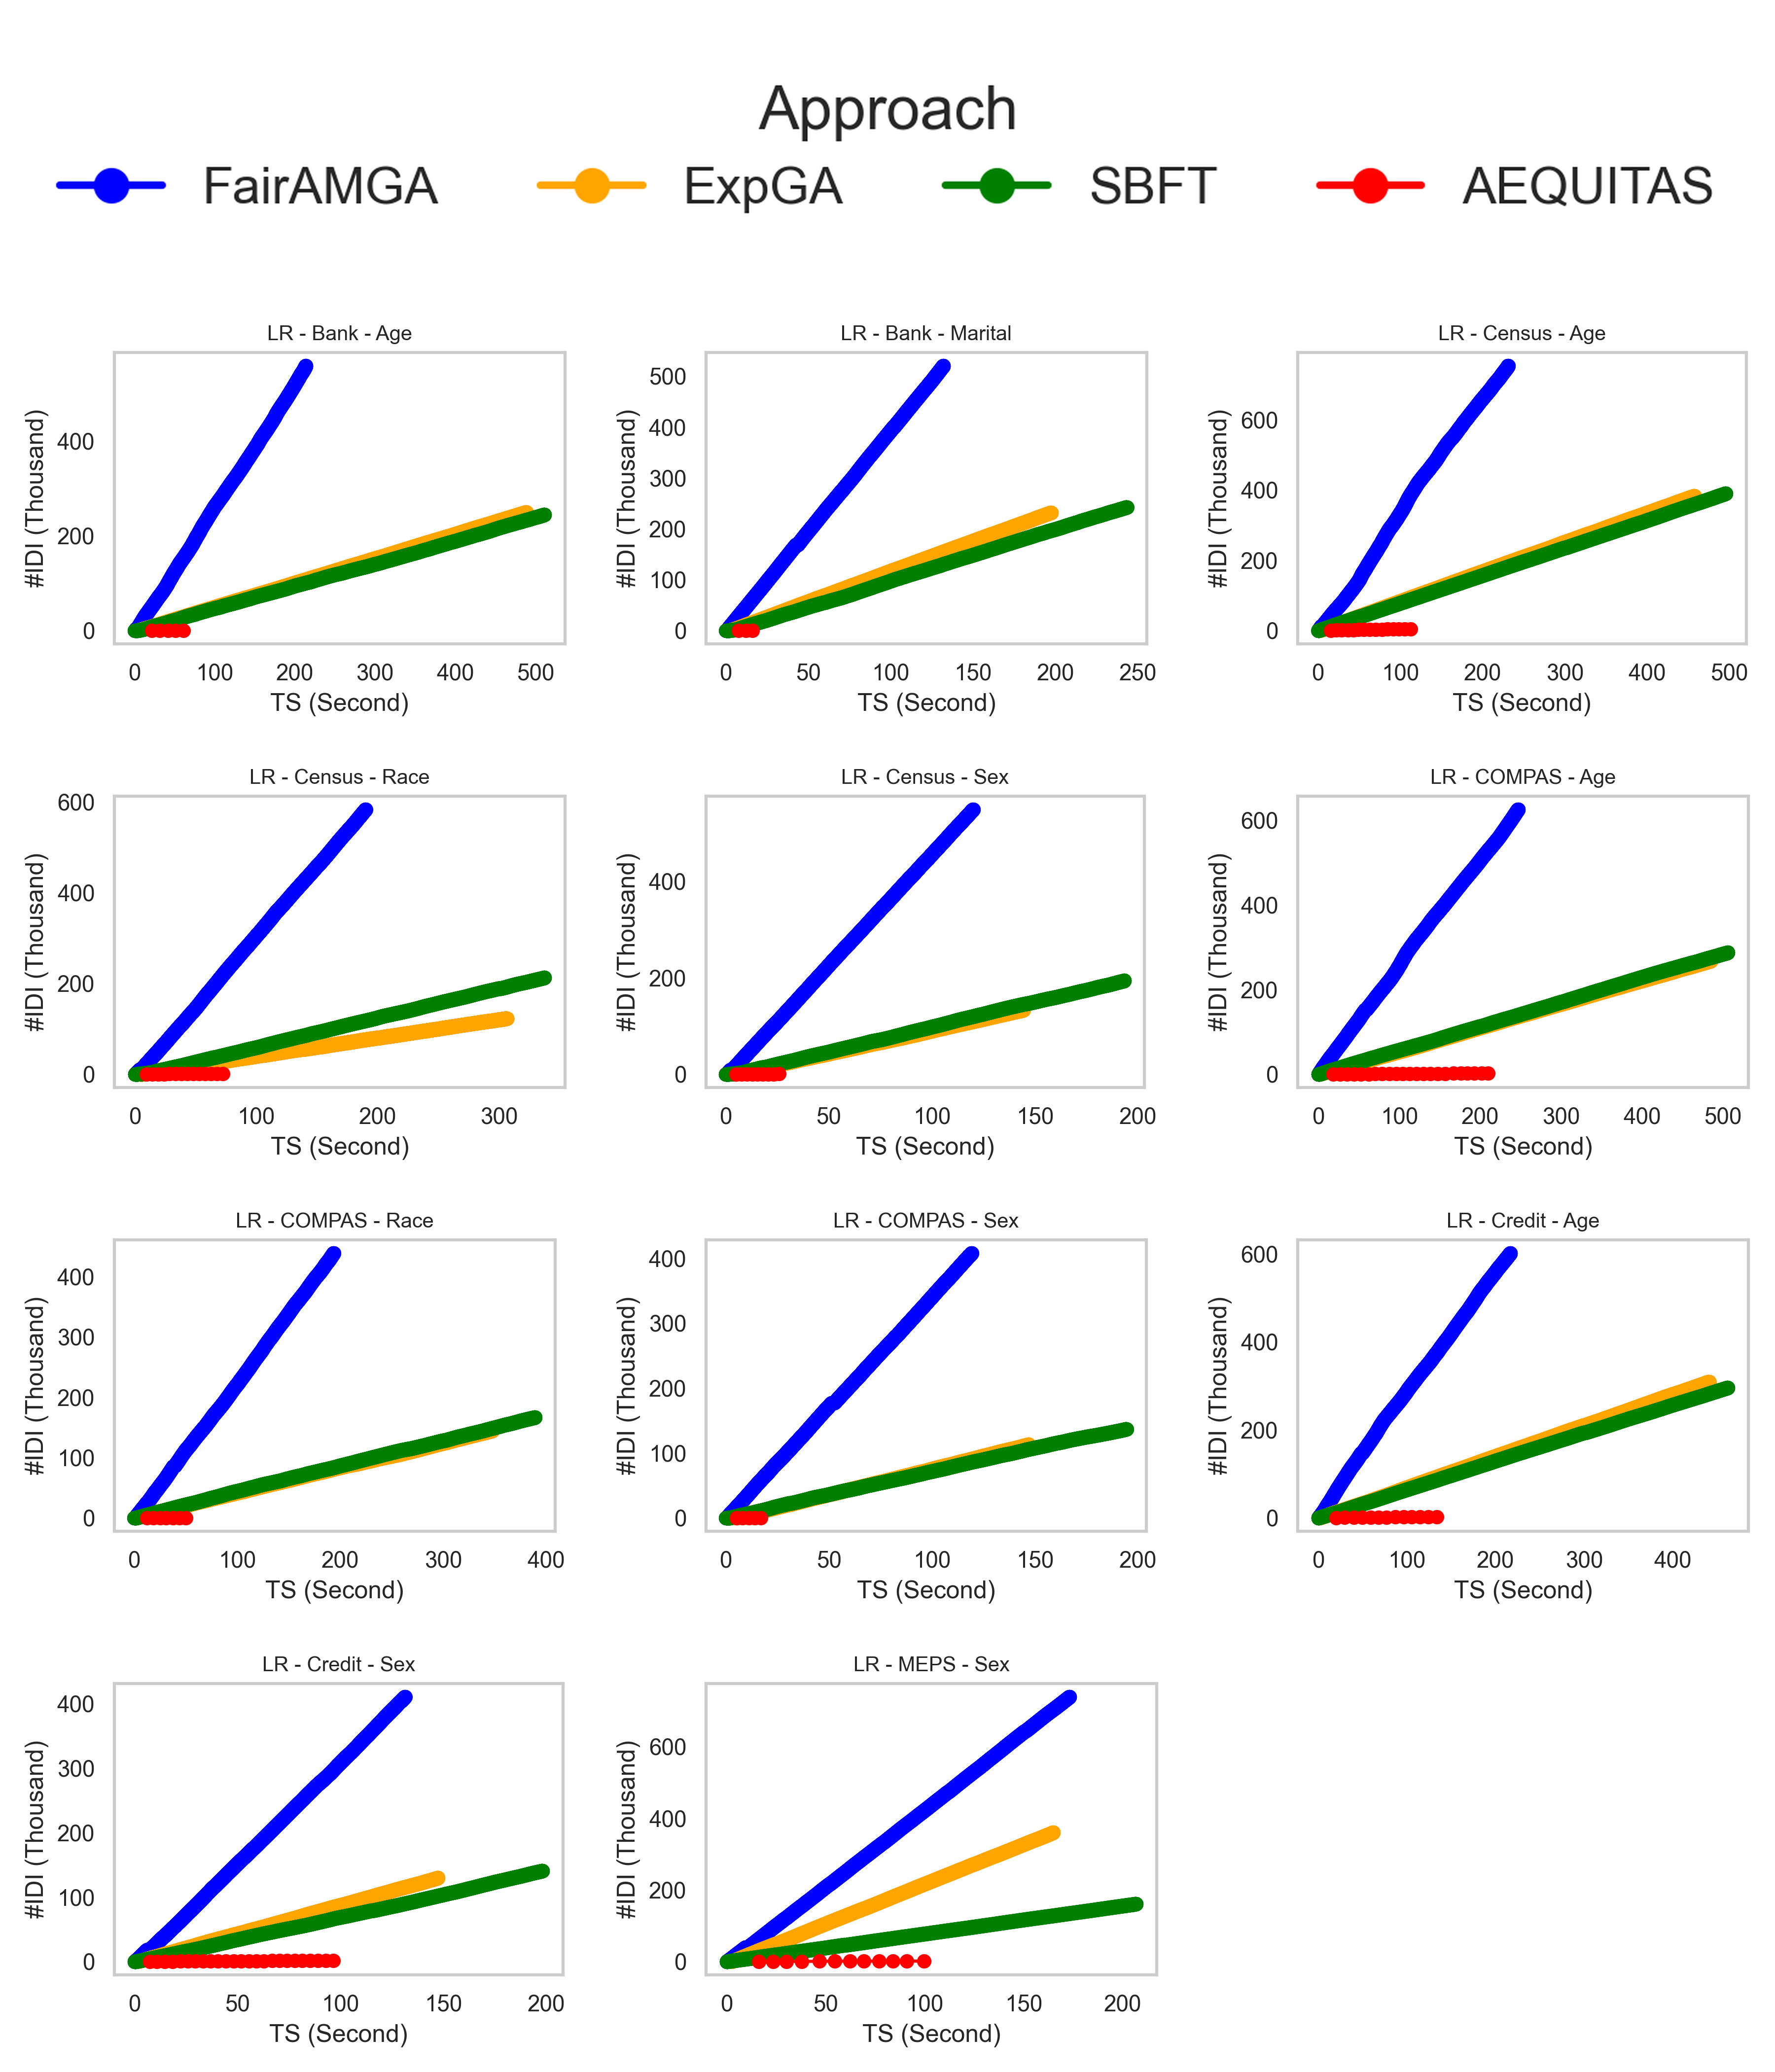 Approach
FairAMGA ExpGA SBFT AEQUITAS
LR - Bank - Age
#IDI (Thousand)
400
200
0
0 100 200 300 400 500
TS (Second)
LR - Bank - Marital
#IDI (Thousand)
500
400
300
200
100
0
0 50 100 150 200 250
TS (Second)
LR - Census - Age
#IDI (Thousand)
600
400
200
0
0 100 200 300 400 500
TS (Second)
LR - Census - Race
#IDI (Thousand)
600
400
200
0
0 100 200 300
TS (Second)
LR - Census - Sex
#IDI (Thousand)
400
200
0
0 50 100 150 200
TS (Second)
LR - COMPAS - Age
#IDI (Thousand)
600
400
200
0
0 100 200 300 400 500
TS (Second)
LR - COMPAS - Race
#IDI (Thousand)
400
300
200
100
0
0 100 200 300 400
TS (Second)
LR - COMPAS - Sex
#IDI (Thousand)
400
300
200
100
0
0 50 100 150 200
TS (Second)
LR - Credit - Age
#IDI (Thousand)
600
400
200
0
0 100 200 300 400
TS (Second)
LR - Credit - Sex
#IDI (Thousand)
400
300
200
100
0
0 50 100 150 200
TS (Second)
LR - MEPS - Sex
#IDI (Thousand)
600
400
200
0
0 50 100 150 200
TS (Second)